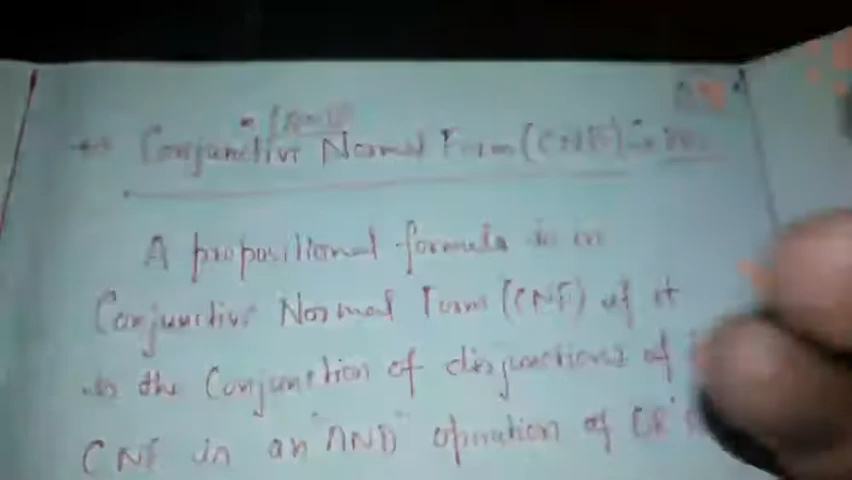 Conjunctive Normal Form (CNF)
A propositional formula is in
Conjunctive Normal Form (CNF) if it
is the Conjunction of disjunctions of
CNF is an "AND" operation of "OR"